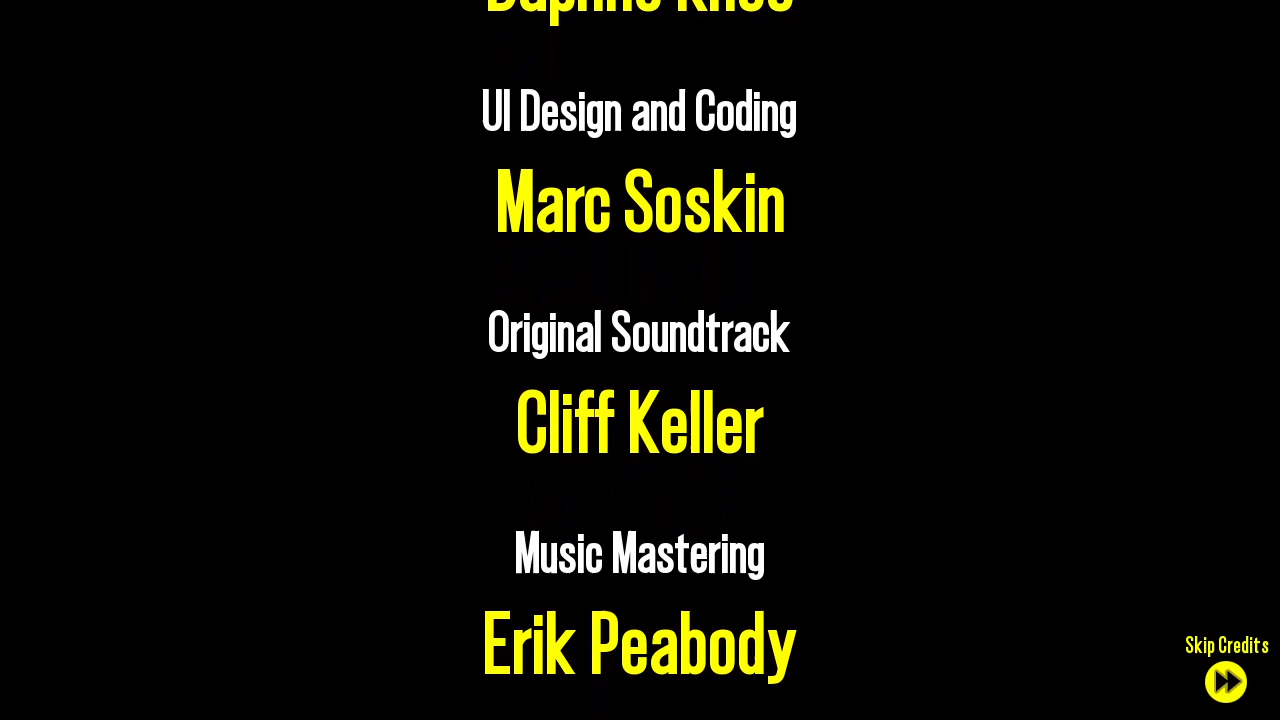 UI Design and Coding
Marc Soskin
Original Soundtrack
Cliff Keller
Music Mastering
Erik Peabody
Skip Credits